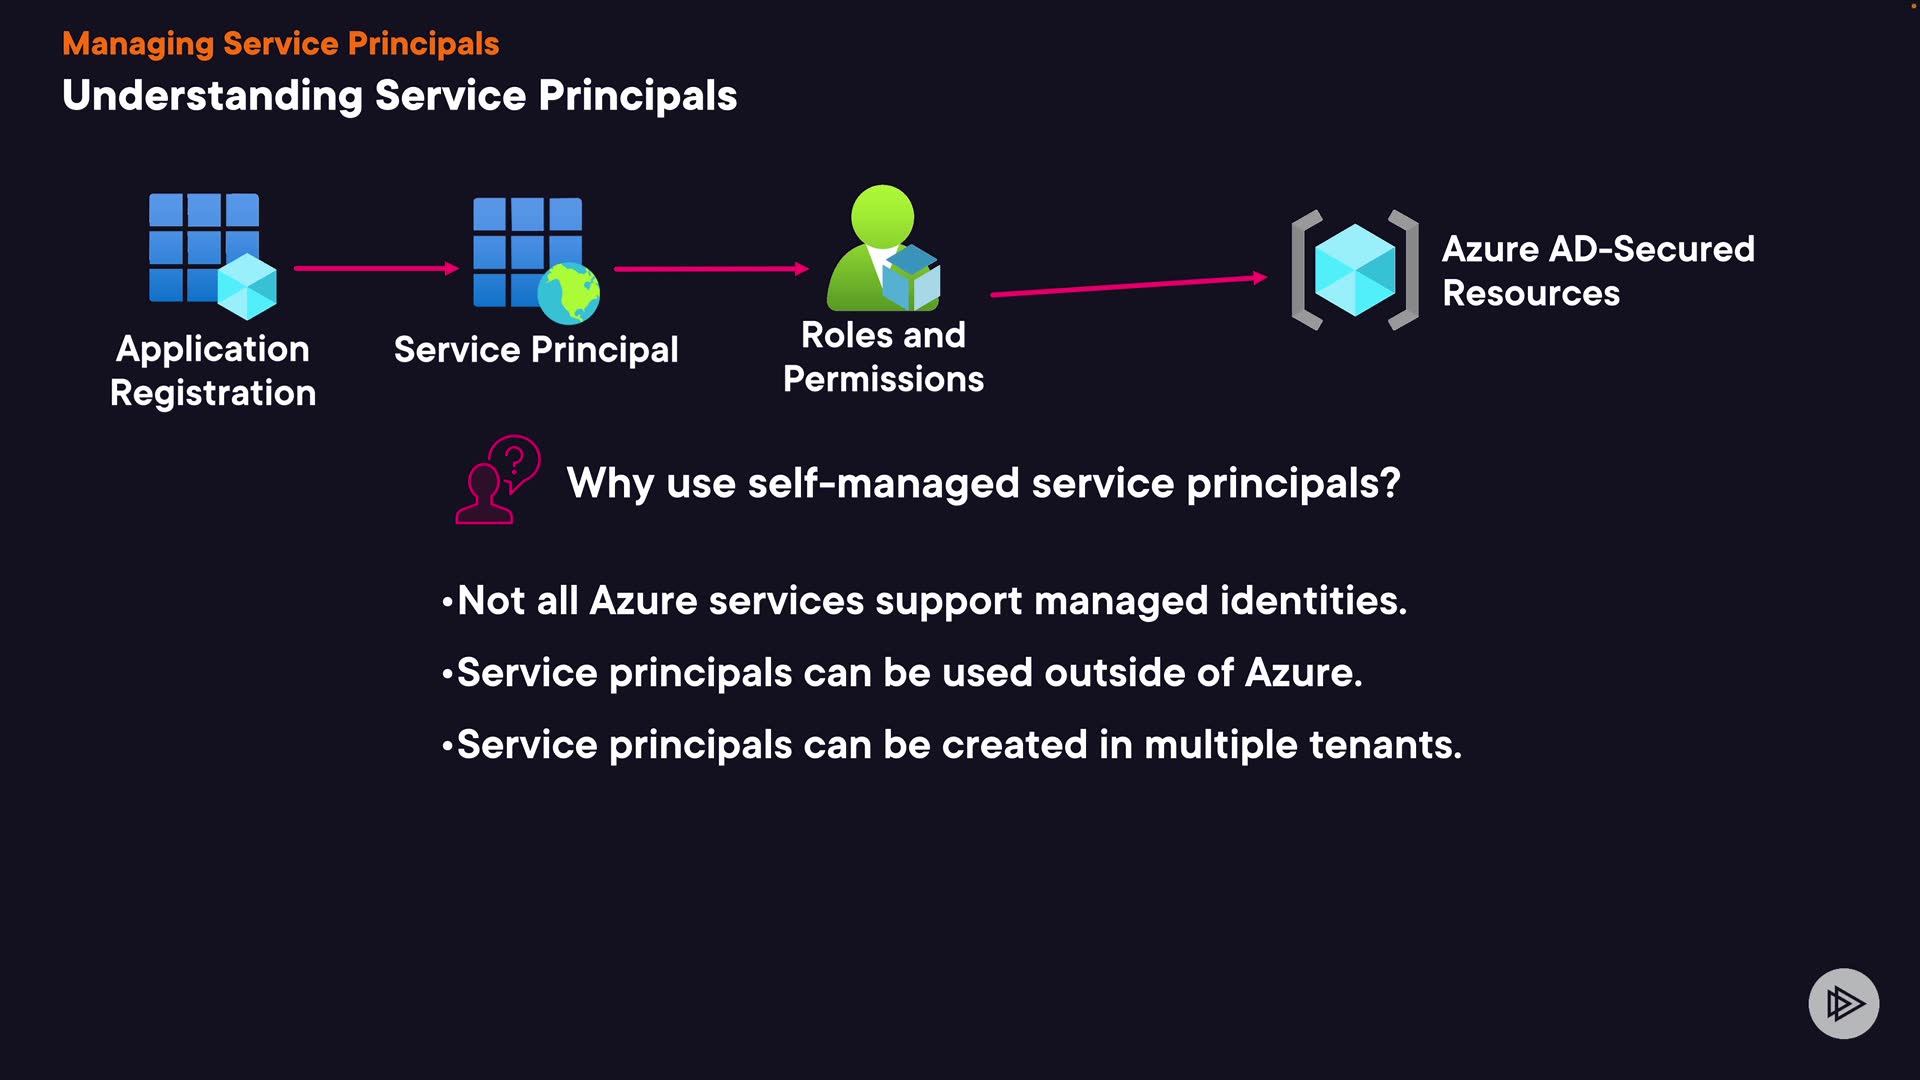 Managing Service Principals
Understanding Service Principals
Application
Registration
Service Principal
Roles and
Permissions
Azure AD-Secured
Resources
Why use self-managed service principals?
•Not all Azure services support managed identities.
•Service principals can be used outside of Azure.
•Service principals can be created in multiple tenants.